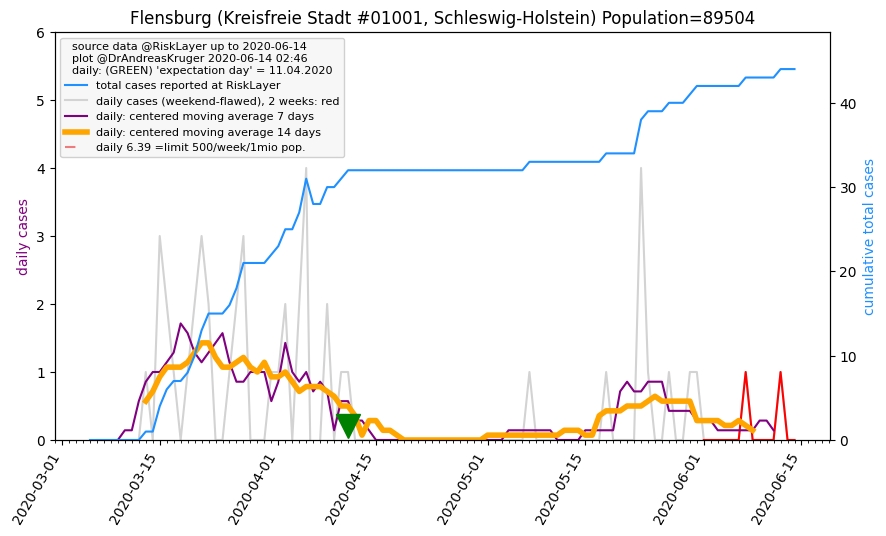 Flensburg (Kreisfreie Stadt #01001, Schleswig-Holstein) Population=89504
source data @RiskLayer up to 2020-06-14
plot @DrAndreasKruger 2020-06-14 02:46
daily: (GREEN) 'expectation day' = 11.04.2020
total cases reported at RiskLayer
daily cases (weekend-flawed), 2 weeks: red
daily: centered moving average 7 days
daily: centered moving average 14 days
daily 6.39 =limit 500/week/1mio pop.
daily cases
6
5
4
3
2
1
0
cumulative total cases
40
30
20
10
0
2020-03-01
2020-03-15
2020-04-01
2020-04-15
2020-05-01
2020-05-15
2020-06-01
2020-06-15